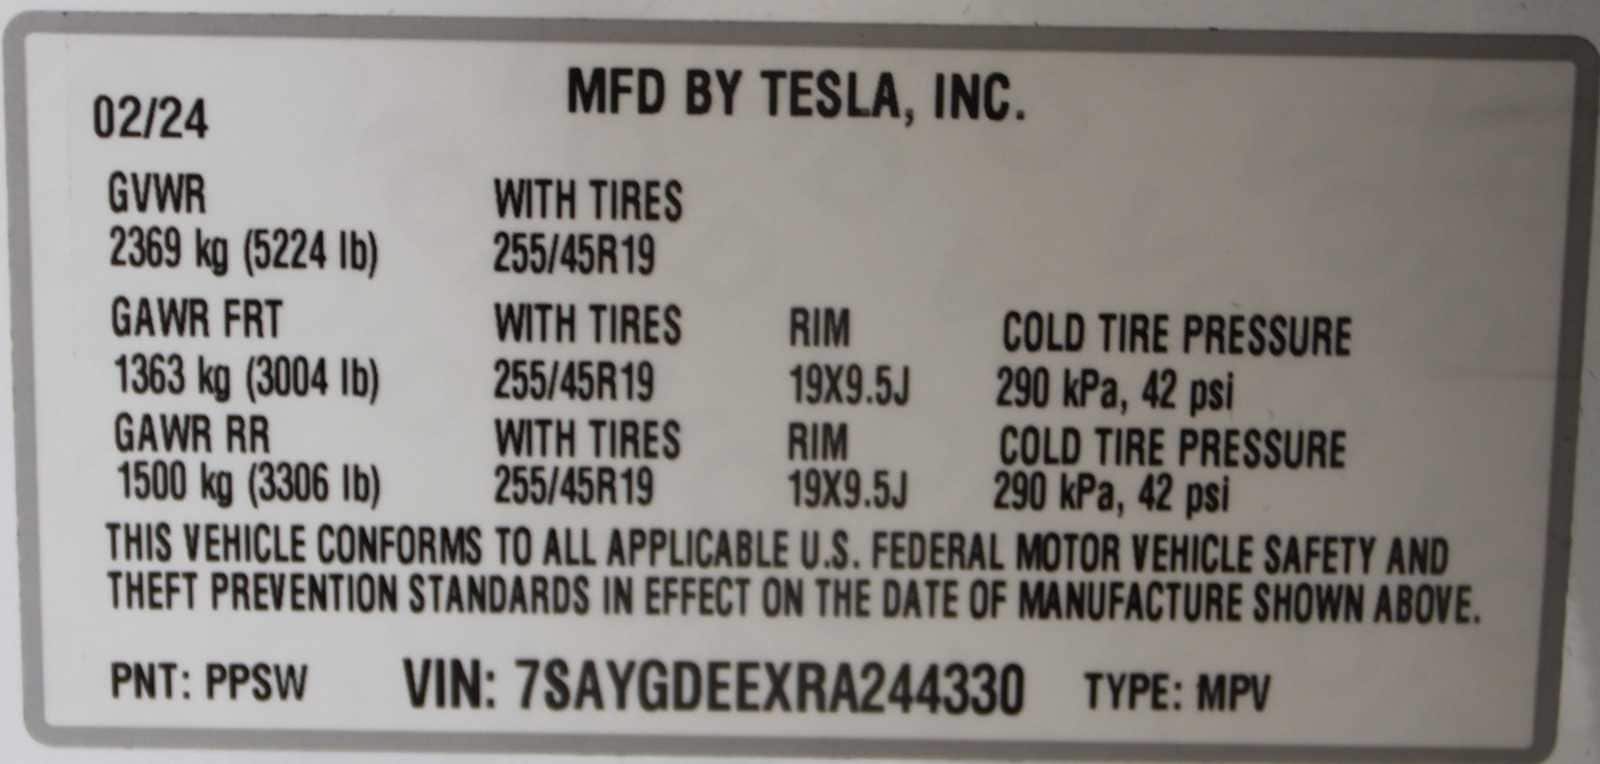 MFD BY TESLA, INC.
02/24
GVWR WITH TIRES
2369 kg (5224 lb) 255/45R19
GAWR FRT WITH TIRES RIM COLD TIRE PRESSURE
1363 kg (3004 lb) 255/45R19 19X9.5J 290 kPa, 42 psi
GAWR RR WITH TIRES RIM COLD TIRE PRESSURE
1500 kg (3306 lb) 255/45R19 19X9.5J 290 kPa, 42 psi
THIS VEHICLE CONFORMS TO ALL APPLICABLE U.S. FEDERAL MOTOR VEHICLE SAFETY AND
THEFT PREVENTION STANDARDS IN EFFECT ON THE DATE OF MANUFACTURE SHOWN ABOVE.
PNT: PPSW VIN: 7SAYGDEEXRA244330 TYPE: MPV